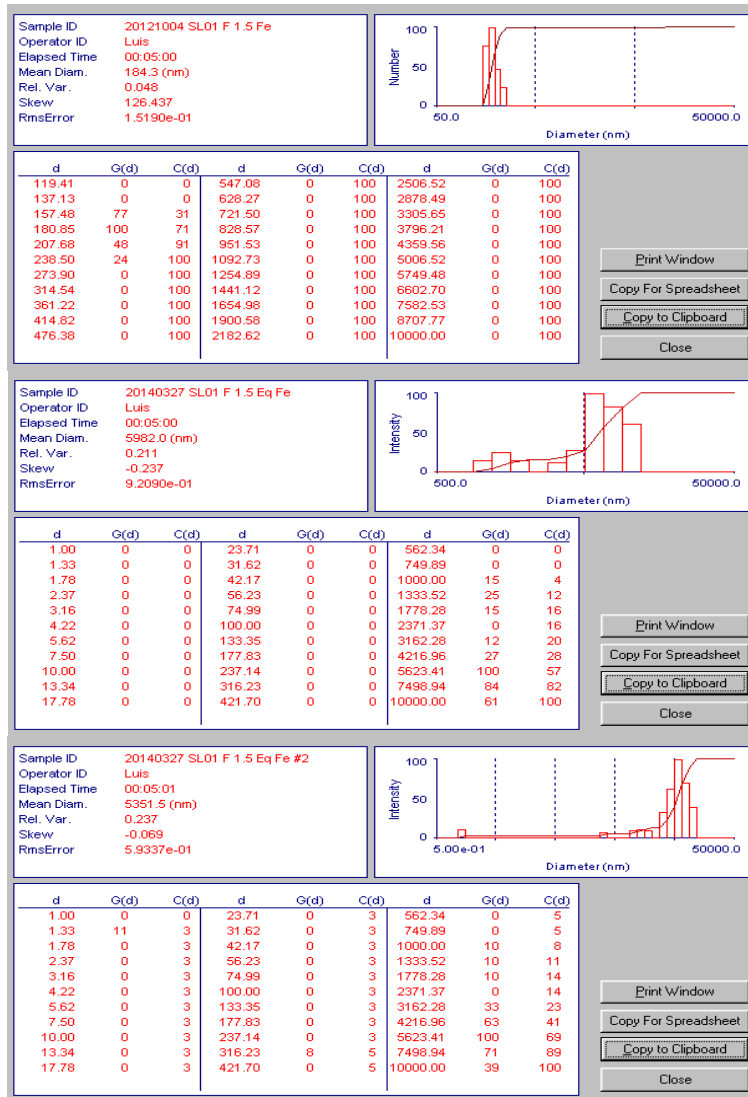 Sample ID 20121004 SL01 F 1.5 Fe
Operator ID Luis
Elapsed Time 00:05:00
Mean Diam. 184.3 (nm)
Rel. Var. 0.048
Skew 126.437
RmsError 1.5190e-01
100
Number
50
0
50.0 50000.0
Diameter (nm)
d G(d) C(d) d G(d) C(d) d G(d) C(d)
119.41 0 0 547.08 0 100 2506.52 0 100
137.13 0 0 628.27 0 100 2878.49 0 100
157.48 77 31 721.50 0 100 3305.65 0 100
180.85 100 71 828.57 0 100 3796.21 0 100
207.68 48 91 951.53 0 100 4359.56 0 100
238.50 24 100 1092.73 0 100 5006.52 0 100
273.90 0 100 1254.89 0 100 5749.48 0 100
314.54 0 100 1441.12 0 100 6602.70 0 100
361.22 0 100 1654.98 0 100 7582.53 0 100
414.82 0 100 1900.58 0 100 8707.77 0 100
476.38 0 100 2182.62 0 100 10000.00 0 100
Print Window
Copy For Spreadsheet
Copy to Clipboard
Close
Sample ID 20140327 SL01 F 1.5 Eq Fe
Operator ID Luis
Elapsed Time 00:05:00
Mean Diam. 5982.0 (nm)
Rel. Var. 0.211
Skew -0.237
RmsError 9.2090e-01
100
Intensity
50
0
500.0 50000.0
Diameter (nm)
d G(d) C(d) d G(d) C(d) d G(d) C(d)
1.00 0 0 23.71 0 0 562.34 0 0
1.33 0 0 31.62 0 0 749.89 0 0
1.78 0 0 42.17 0 0 1000.00 15 4
2.37 0 0 56.23 0 0 1333.52 25 12
3.16 0 0 74.99 0 0 1778.28 15 16
4.22 0 0 100.00 0 0 2371.37 0 16
5.62 0 0 133.35 0 0 3162.28 12 20
7.50 0 0 177.83 0 0 4216.96 27 28
10.00 0 0 237.14 0 0 5623.41 100 57
13.34 0 0 316.23 0 0 7498.94 84 82
17.78 0 0 421.70 0 0 10000.00 61 100
Print Window
Copy For Spreadsheet
Copy to Clipboard
Close
Sample ID 20140327 SL01 F 1.5 Eq Fe #2
Operator ID Luis
Elapsed Time 00:05:01
Mean Diam. 5351.5 (nm)
Rel. Var. 0.237
Skew -0.069
RmsError 5.9337e-01
100
Intensity
50
0
5.00e-01 50000.0
Diameter (nm)
d G(d) C(d) d G(d) C(d) d G(d) C(d)
1.00 0 0 23.71 0 3 562.34 0 5
1.33 11 3 31.62 0 3 749.89 0 5
1.78 0 3 42.17 0 3 1000.00 10 8
2.37 0 3 56.23 0 3 1333.52 10 11
3.16 0 3 74.99 0 3 1778.28 10 14
4.22 0 3 100.00 0 3 2371.37 0 14
5.62 0 3 133.35 0 3 3162.28 33 23
7.50 0 3 177.83 0 3 4216.96 63 41
10.00 0 3 237.14 0 3 5623.41 100 69
13.34 0 3 316.23 8 5 7498.94 71 89
17.78 0 3 421.70 0 5 10000.00 39 100
Print Window
Copy For Spreadsheet
Copy to Clipboard
Close